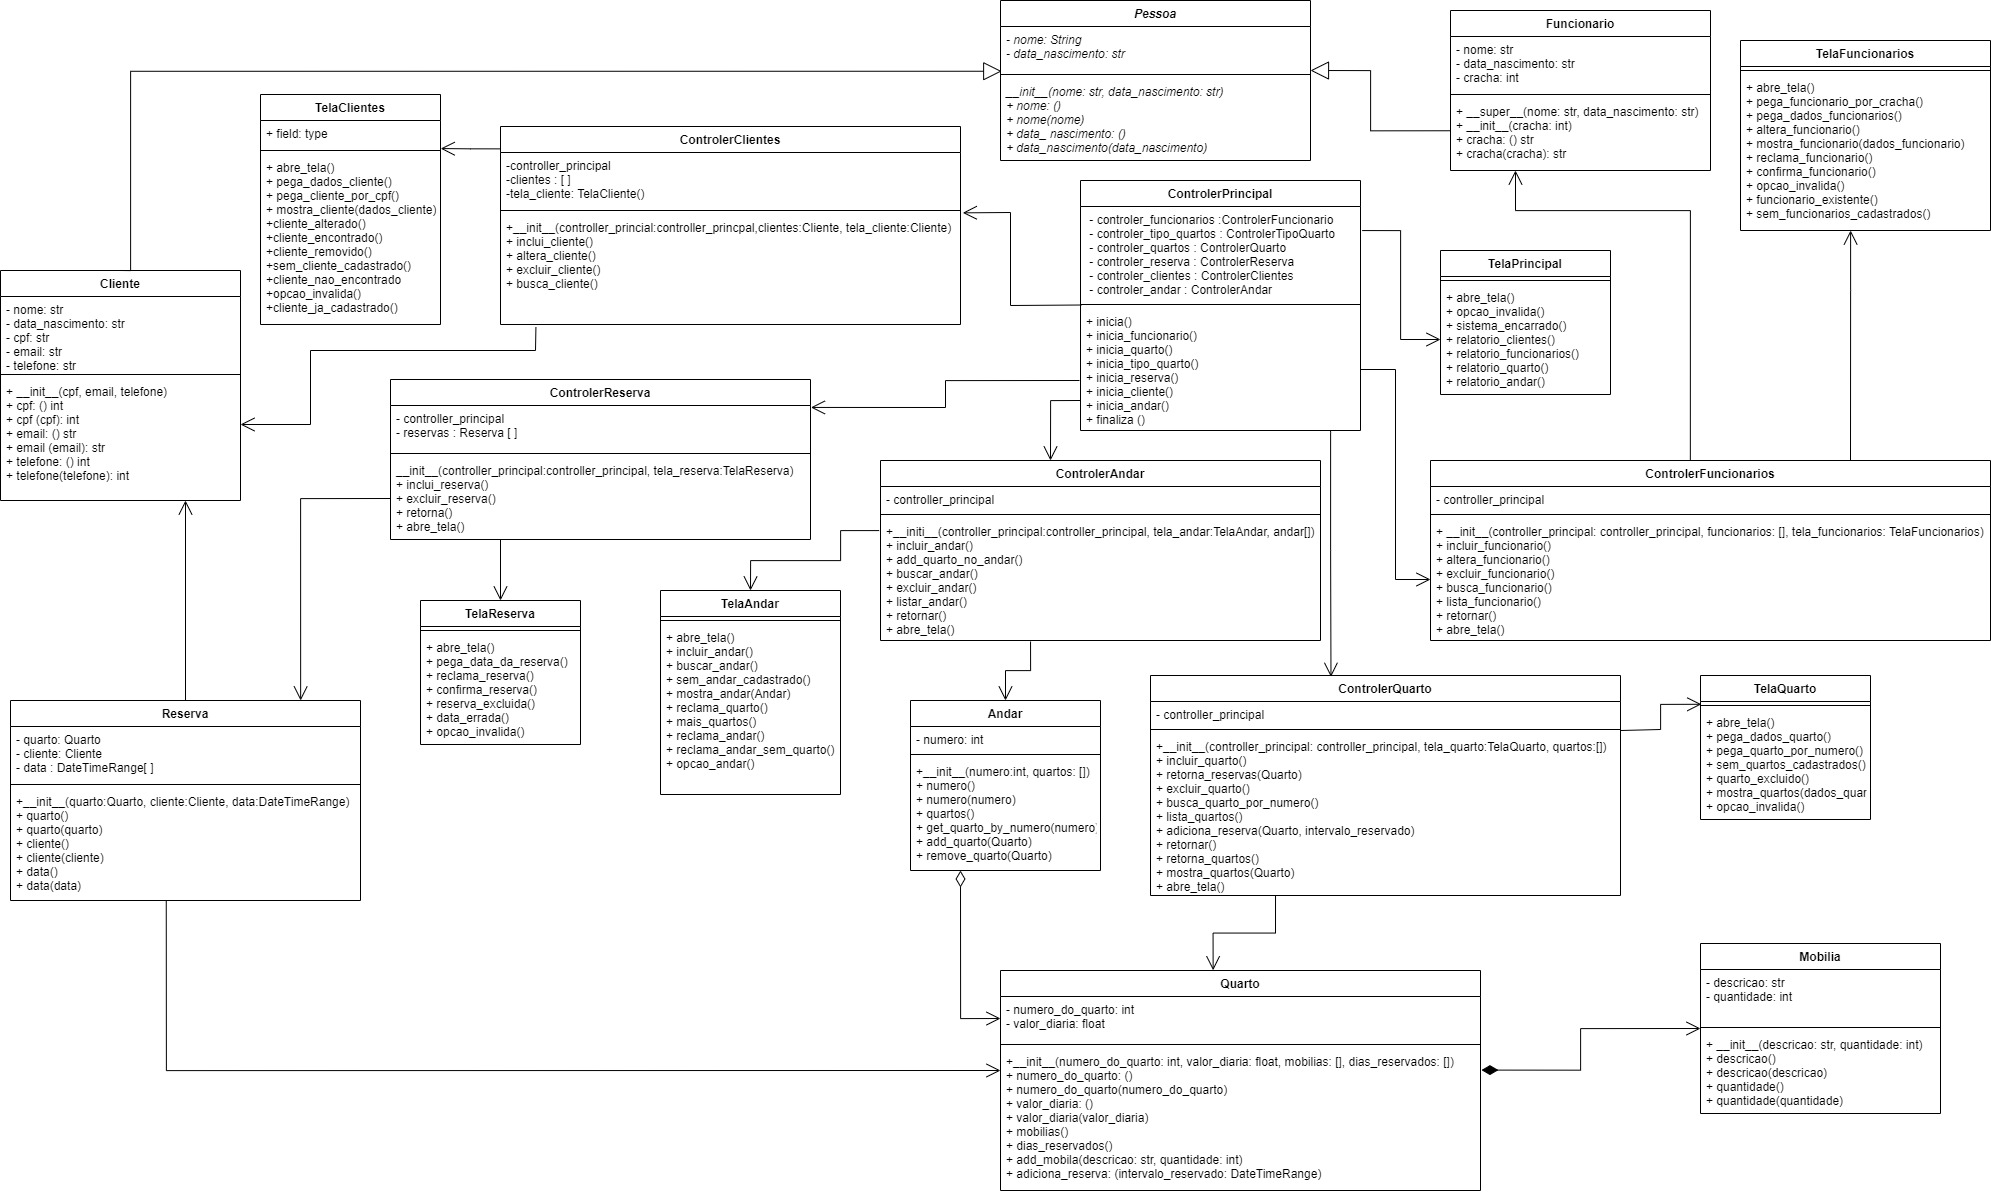 Pessoa
- nome: String
- data_nascimento: str
__init__(nome: str, data_nascimento: str)
+ nome: ()
+ nome(nome)
+ data_ nascimento: ()
+ data_nascimento(data_nascimento)
Funcionario
- nome: str
- data_nascimento: str
- cracha: int
+ __super__(nome: str, data_nascimento: str)
+ __init__(cracha: int)
+ cracha: () str
+ cracha(cracha): str
TelaFuncionarios
+ abre_tela()
+ pega_funcionario_por_cracha()
+ pega_dados_funcionarios()
+ altera_funcionario()
+ mostra_funcionario(dados_funcionario)
+ reclama_funcionario()
+ confirma_funcionario()
+ opcao_invalida()
+ funcionario_existente()
+ sem_funcionarios_cadastrados()
TelaClientes
+ field: type
+ abre_tela()
+ pega_dados_cliente()
+ pega_cliente_por_cpf()
+ mostra_cliente(dados_cliente)
+cliente_alterado()
+cliente_encontrado()
+cliente_removido()
+sem_cliente_cadastrado()
+cliente_nao_encontrado
+opcao_invalida()
+cliente_ja_cadastrado()
ControlerClientes
-controller_principal
-clientes : [ ]
-tela_cliente: TelaCliente()
+__init__(controller_princial:controller_princpal,clientes:Cliente, tela_cliente:Cliente)
+ inclui_cliente()
+ altera_cliente()
+ excluir_cliente()
+ busca_cliente()
ControlerPrincipal
- controler_funcionarios :ControlerFuncionario
- controler_tipo_quartos : ControlerTipoQuarto
- controler_quartos : ControlerQuarto
- controler_reserva : ControlerReserva
- controler_clientes : ControlerClientes
- controler_andar : ControlerAndar
+ inicia()
+ inicia_funcionario()
+ inicia_quarto()
+ inicia_tipo_quarto()
+ inicia_reserva()
+ inicia_cliente()
+ inicia_andar()
+ finaliza ()
TelaPrincipal
+ abre_tela()
+ opcao_invalida()
+ sistema_encarrado()
+ relatorio_clientes()
+ relatorio_funcionarios()
+ relatorio_quarto()
+ relatorio_andar()
Cliente
- nome: str
- data_nascimento: str
- cpf: str
- email: str
- telefone: str
+ __init__(cpf, email, telefone)
+ cpf: () int
+ cpf (cpf): int
+ email: () str
+ email (email): str
+ telefone: () int
+ telefone(telefone): int
ControlerReserva
- controller_principal
- reservas : Reserva [ ]
__init__(controller_principal:controller_principal, tela_reserva:TelaReserva)
+ inclui_reserva()
+ excluir_reserva()
+ retorna()
+ abre_tela()
ControlerAndar
- controller_principal
+__initi__(controller_principal:controller_principal, tela_andar:TelaAndar, andar[])
+ incluir_andar()
+ add_quarto_no_andar()
+ buscar_andar()
+ excluir_andar()
+ listar_andar()
+ retornar()
+ abre_tela()
ControlerFuncionarios
- controller_principal
+ __init__(controller_principal: controller_principal, funcionarios: [], tela_funcionarios: TelaFuncionarios)
+ incluir_funcionario()
+ altera_funcionario()
+ excluir_funcionario()
+ busca_funcionario()
+ lista_funcionario()
+ retornar()
+ abre_tela()
TelaReserva
+ abre_tela()
+ pega_data_da_reserva()
+ reclama_reserva()
+ confirma_reserva()
+ reserva_excluida()
+ data_errada()
+ opcao_invalida()
TelaAndar
+ abre_tela()
+ incluir_andar()
+ buscar_andar()
+ sem_andar_cadastrado()
+ mostra_andar(Andar)
+ reclama_quarto()
+ mais_quartos()
+ reclama_andar()
+ reclama_andar_sem_quarto()
+ opcao_andar()
Reserva
- quarto: Quarto
- cliente: Cliente
- data : DateTimeRange[ ]
+__init__(quarto:Quarto, cliente:Cliente, data:DateTimeRange)
+ quarto()
+ quarto(quarto)
+ cliente()
+ cliente(cliente)
+ data()
+ data(data)
Andar
- numero: int
+__init__(numero:int, quartos: [])
+ numero()
+ numero(numero)
+ quartos()
+ get_quarto_by_numero(numero)
+ add_quarto(Quarto)
+ remove_quarto(Quarto)
ControlerQuarto
- controller_principal
+__init__(controller_principal: controller_principal, tela_quarto:TelaQuarto, quartos:[])
+ incluir_quarto()
+ retorna_reservas(Quarto)
+ excluir_quarto()
+ busca_quarto_por_numero()
+ lista_quartos()
+ adiciona_reserva(Quarto, intervalo_reservado)
+ retornar()
+ retorna_quartos()
+ mostra_quartos(Quarto)
+ abre_tela()
TelaQuarto
+ abre_tela()
+ pega_dados_quarto()
+ pega_quarto_por_numero()
+ sem_quartos_cadastrados()
+ quarto_excluido()
+ mostra_quartos(dados_quar
+ opcao_invalida()
Quarto
- numero_do_quarto: int
- valor_diaria: float
+__init__(numero_do_quarto: int, valor_diaria: float, mobilias: [], dias_reservados: [])
+ numero_do_quarto: ()
+ numero_do_quarto(numero_do_quarto)
+ valor_diaria: ()
+ valor_diaria(valor_diaria)
+ mobilias()
+ dias_reservados()
+ add_mobila(descricao: str, quantidade: int)
+ adiciona_reserva: (intervalo_reservado: DateTimeRange)
Mobilia
- descricao: str
- quantidade: int
+ __init__(descricao: str, quantidade: int)
+ descricao()
+ descricao(descricao)
+ quantidade()
+ quantidade(quantidade)